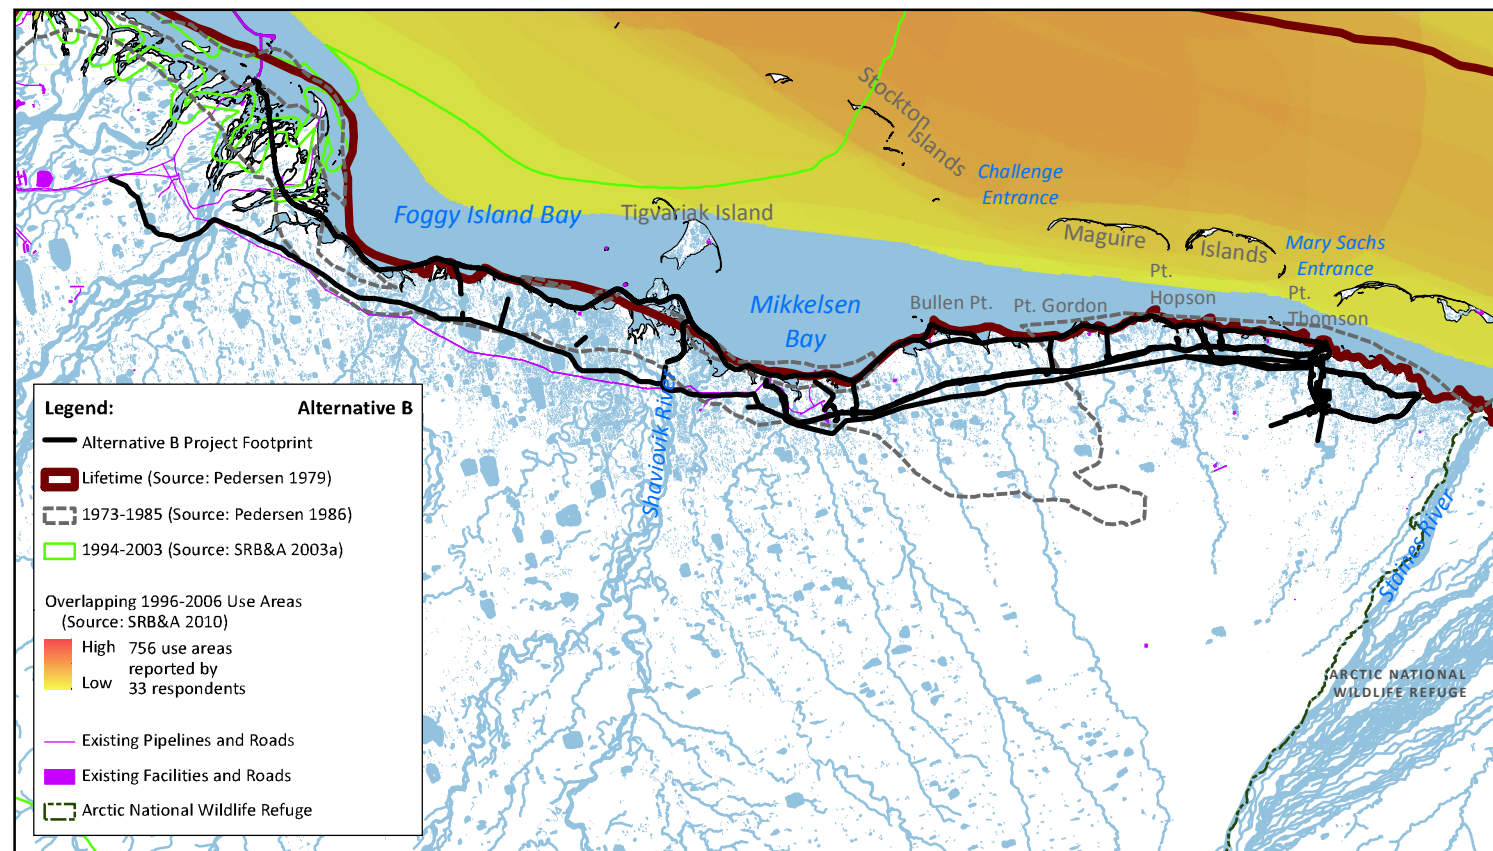 Stockton
Islands
Challenge
Entrance
Foggy Island Bay
Tigvariak Island
Maguire
Islands
Mary Sachs
Entrance
Pt.
Hopson
Pt.
Thomson
Mikkelsen
Bay
Bullen Pt.
Pt. Gordon
Shaviovik River
Staines River
ARCTIC NATIONAL
WILDLIFE REFUGE
Legend: Alternative B
Alternative B Project Footprint
Lifetime (Source: Pedersen 1979)
1973-1985 (Source: Pedersen 1986)
1994-2003 (Source: SRB&A 2003a)
Overlapping 1996-2006 Use Areas
(Source: SRB&A 2010)
High
Low
756 use areas
reported by
33 respondents
Existing Pipelines and Roads
Existing Facilities and Roads
Arctic National Wildlife Refuge